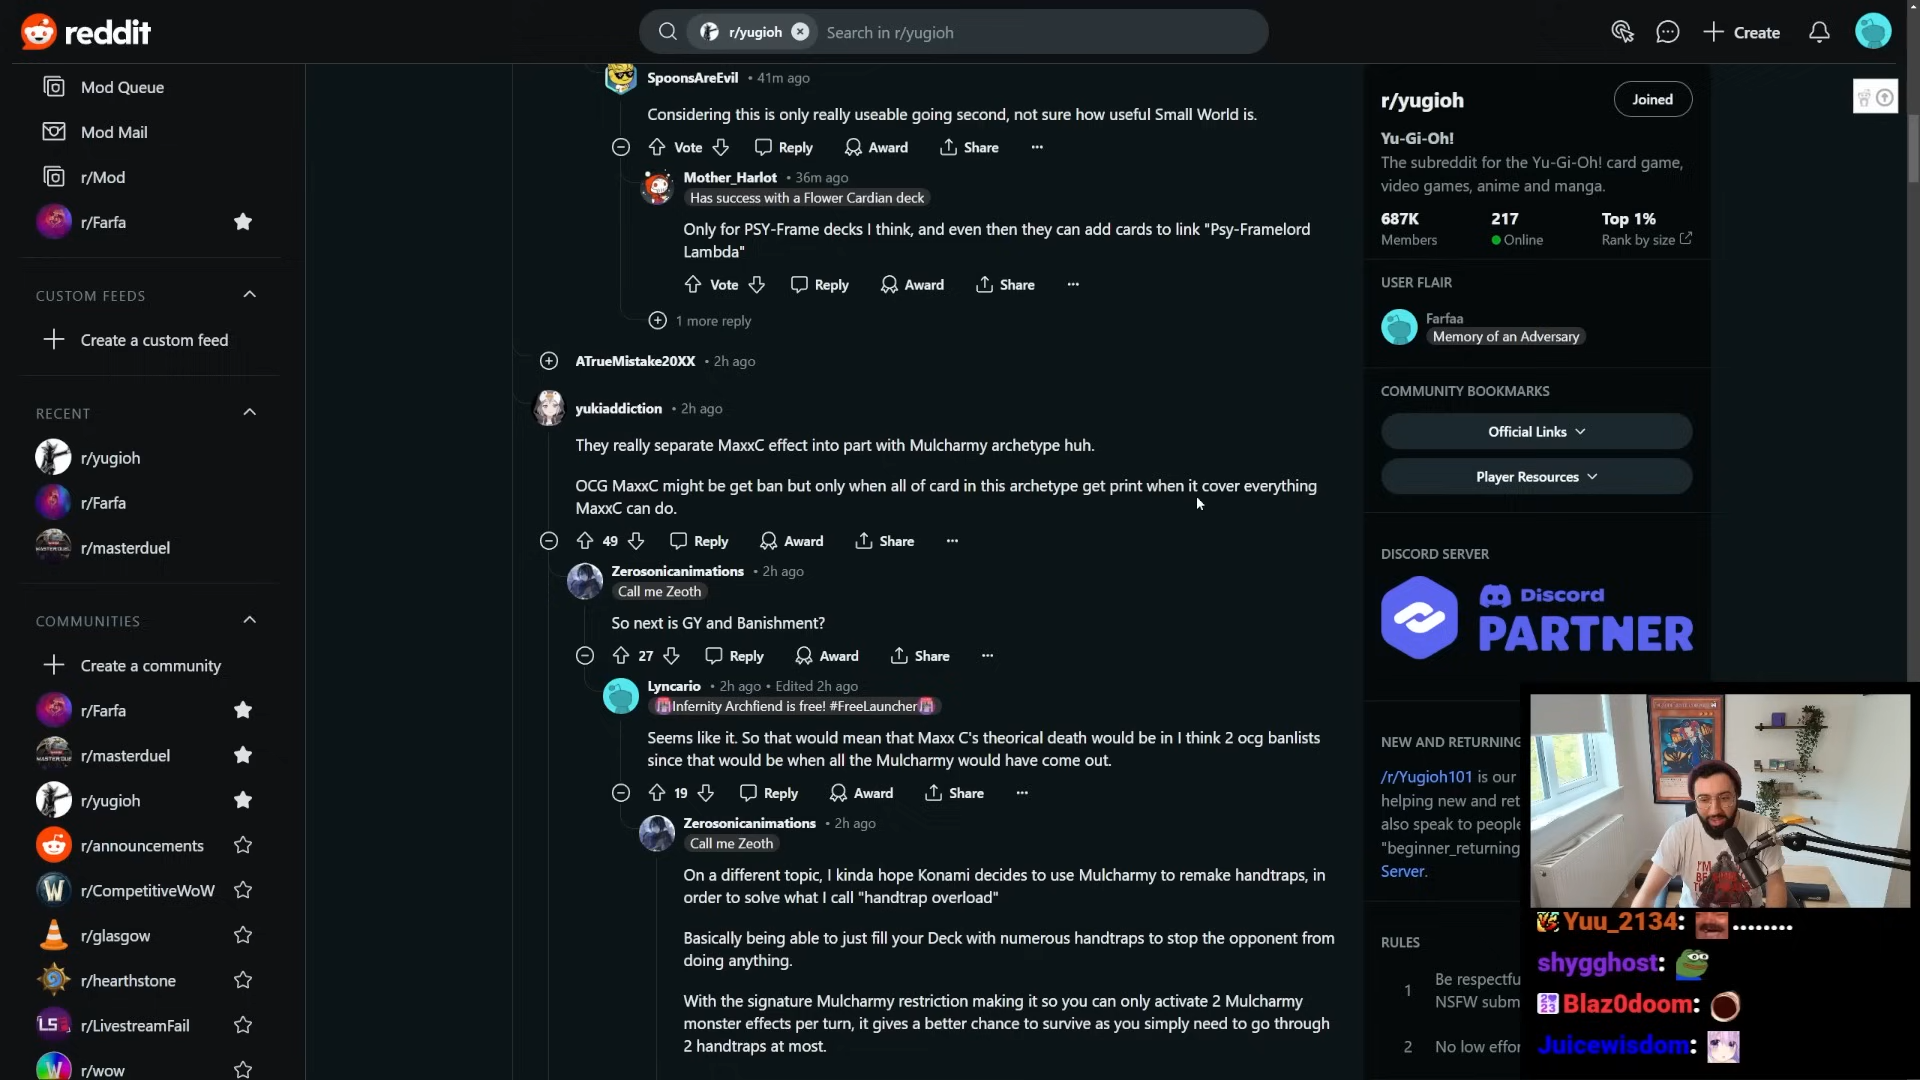 reddit
r/yugioh
Search in r/yugioh
Create
Mod Queue
Mod Mail
r/Mod
r/Farfa
CUSTOM FEEDS
Create a custom feed
RECENT
r/yugioh
r/Farfa
r/masterduel
COMMUNITIES
Create a community
r/Farfa
r/masterduel
r/yugioh
r/announcements
r/CompetitiveWoW
r/glasgow
r/hearthstone
r/LivestreamFail
r/wow
SpoonsAreEvil • 41m ago
Considering this is only really useable going second, not sure how useful Small World is.
Vote Reply Award Share ...
Mother_Harlot • 36m ago
Has success with a Flower Cardian deck
Only for PSY-Frame decks I think, and even then they can add cards to link "Psy-Framelord
Lambda"
Vote Reply Award Share ...
1 more reply
ATrueMistake20XX • 2h ago
yukiaddiction • 2h ago
They really separate MaxxC effect into part with Mulcharmy archetype huh.
OCG MaxxC might be get ban but only when all of card in this archetype get print when it cover everything
MaxxC can do.
49 Reply Award Share ...
Zerosonicanimations • 2h ago
Call me Zeoth
So next is GY and Banishment?
27 Reply Award Share ...
Lyncario • 2h ago • Edited 2h ago
Infernity Archfiend is free! #FreeLauncher
Seems like it. So that would mean that Maxx C's theorical death would be in I think 2 ocg banlists
since that would be when all the Mulcharmy would have come out.
19 Reply Award Share ...
Zerosonicanimations • 2h ago
Call me Zeoth
On a different topic, I kinda hope Konami decides to use Mulcharmy to remake handtraps, in
order to solve what I call "handtrap overload"
Basically being able to just fill your Deck with numerous handtraps to stop the opponent from
doing anything.
With the signature Mulcharmy restriction making it so you can only activate 2 Mulcharmy
monster effects per turn, it gives a better chance to survive as you simply need to go through
2 handtraps at most.
r/yugioh
Joined
Yu-Gi-Oh!
The subreddit for the Yu-Gi-Oh! card game,
video games, anime and manga.
687K 217 Top 1%
Members Online Rank by size
USER FLAIR
Farfaa
Memory of an Adversary
COMMUNITY BOOKMARKS
Official Links
Player Resources
DISCORD SERVER
Discord
PARTNER
NEW AND RETURNING
/r/Yugioh101 is our
helping new and ret
also speak to people
"beginner_returning
Server.
RULES
1 Be respectfu
NSFW subm
2 No low effor
Yuu_2134: ........
shygghost:
Blaz0doom:
Juicewisdom: